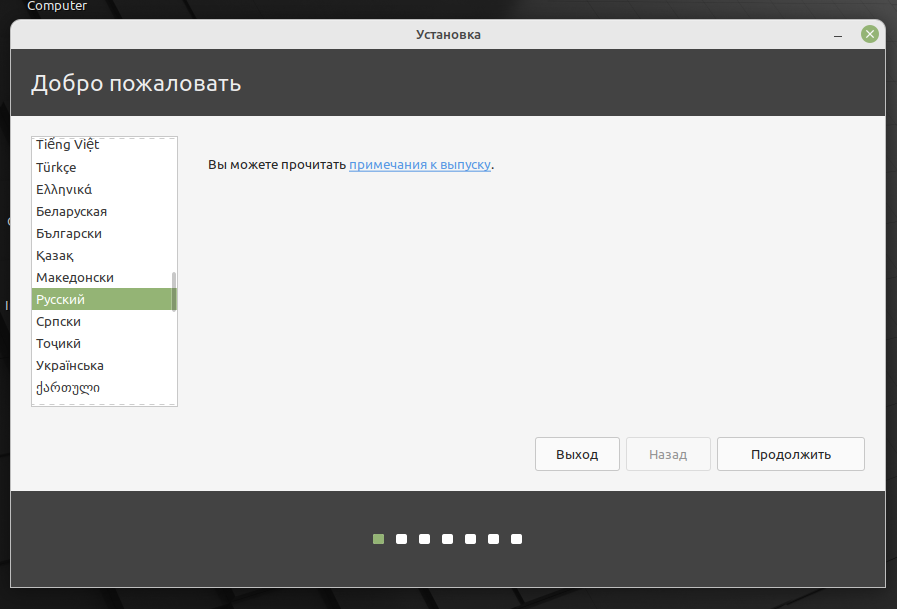 Computer
Установка
Добро пожаловать
Tiếng Việt
Türkçe
Ελληνικά
Беларуская
Български
Қазақ
Македонски
Русский
Српски
Тоҷикӣ
Українська
ქართული
Вы можете прочитать примечания к выпуску.
Выход
Назад
Продолжить